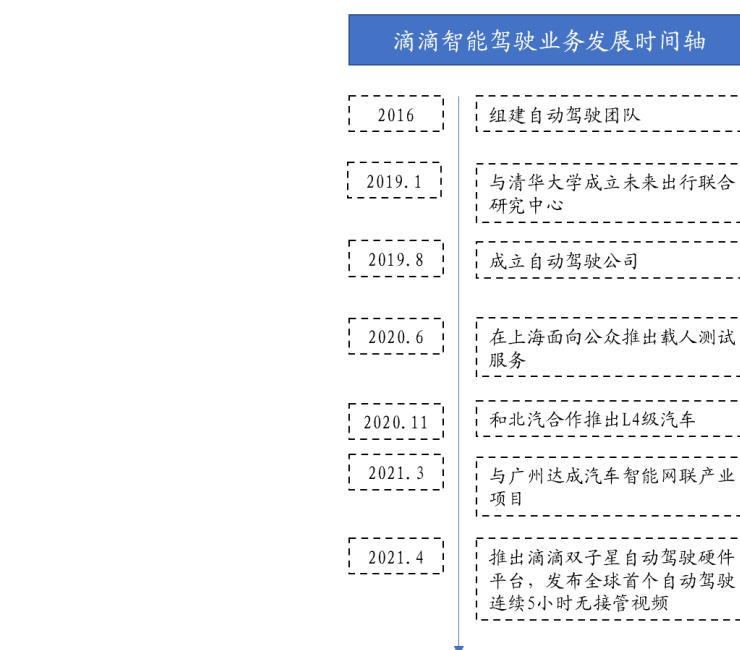 滴滴智能驾驶业务发展时间轴
2016
组建自动驾驶团队
2019.1
与清华大学成立未来出行联合
研究中心
2019.8
成立自动驾驶公司
2020.6
在上海面向公众推出载人测试
服务
2020.11
和北汽合作推出L4级汽车
2021.3
与广州达成汽车智能网联产业
项目
2021.4
推出滴滴双子星自动驾驶硬件
平台，发布全球首个自动驾驶
连续5小时无接管视频